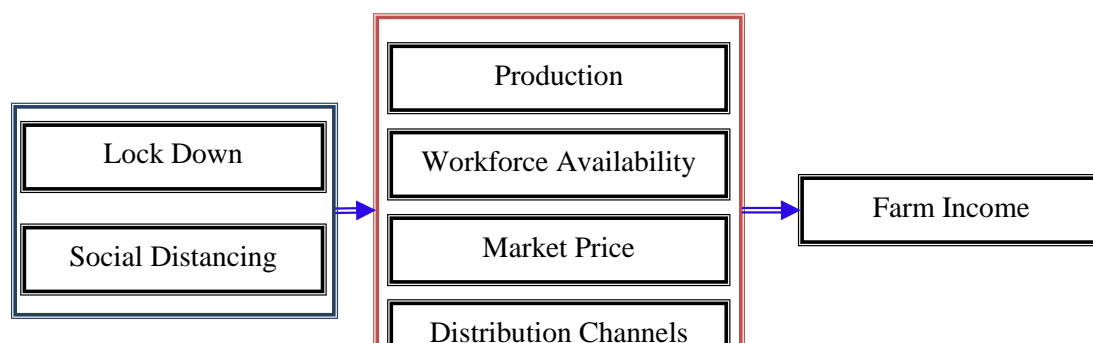 Lock Down
Social Distancing
Production
Workforce Availability
Market Price
Distribution Channels
Farm Income